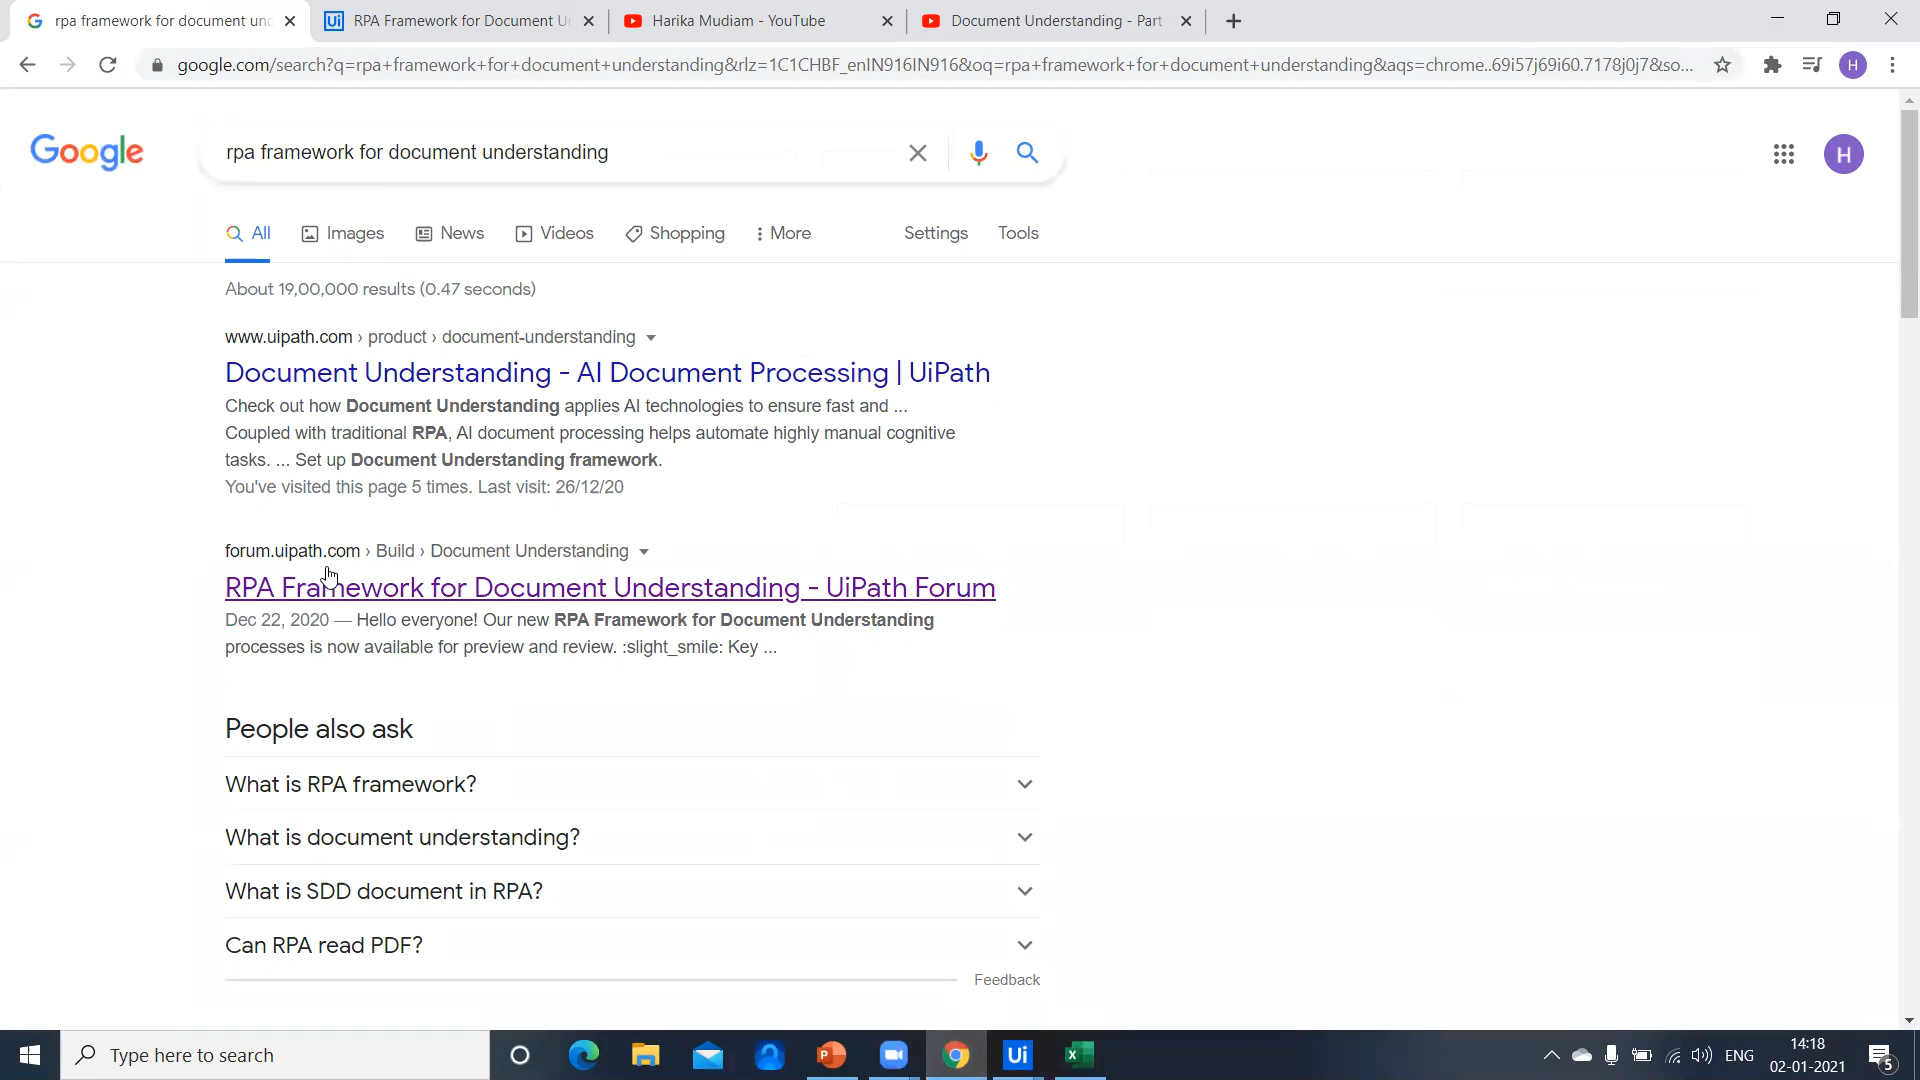 rpa framework for document unc
RPA Framework for Document U
Harika Mudiam - YouTube
Document Understanding - Part
google.com/search?q=rpa+framework+for+document+understanding&rlz=1C1CHBF_enIN916IN916&oq=rpa+framework+for+document+understanding&aqs=chrome..69i57j69i60.7178j0j7&so...
H
Google
rpa framework for document understanding
H
All
Images
News
Videos
Shopping
More
Settings
Tools
About 19,00,000 results (0.47 seconds)
www.uipath.com › product › document-understanding
Document Understanding - AI Document Processing | UiPath
Check out how Document Understanding applies AI technologies to ensure fast and ...
Coupled with traditional RPA, AI document processing helps automate highly manual cognitive
tasks. ... Set up Document Understanding framework.
You've visited this page 5 times. Last visit: 26/12/20
forum.uipath.com › Build › Document Understanding
RPA Framework for Document Understanding - UiPath Forum
Dec 22, 2020 — Hello everyone! Our new RPA Framework for Document Understanding
processes is now available for preview and review. :slight_smile: Key ...
People also ask
What is RPA framework?
What is document understanding?
What is SDD document in RPA?
Can RPA read PDF?
Feedback
Type here to search
Ui
ENG
14:18
02-01-2021
5